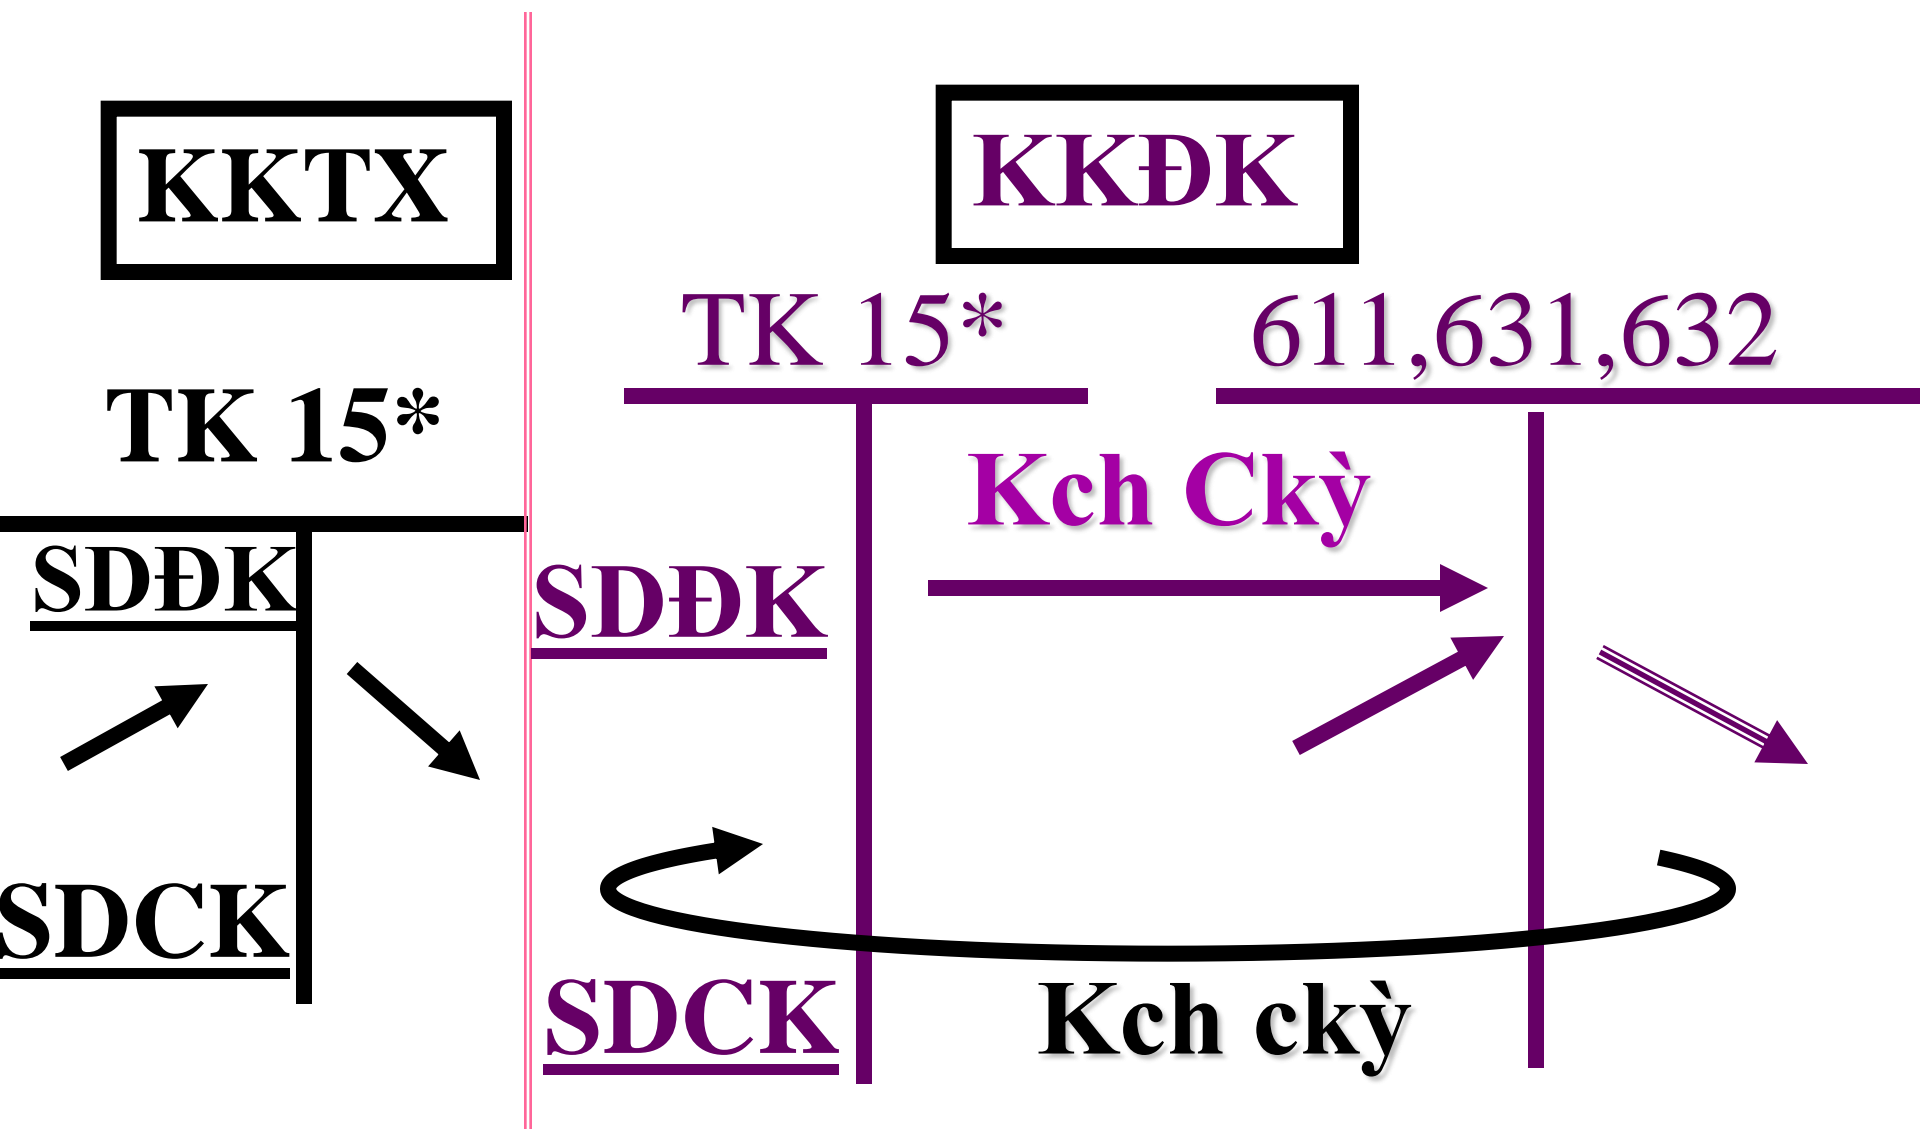 KKTX
TK 15*
SDĐK
SDCK
KKĐK
TK 15*
611,631,632
Kch Ckỳ
SDĐK
SDCK
Kch ckỳ